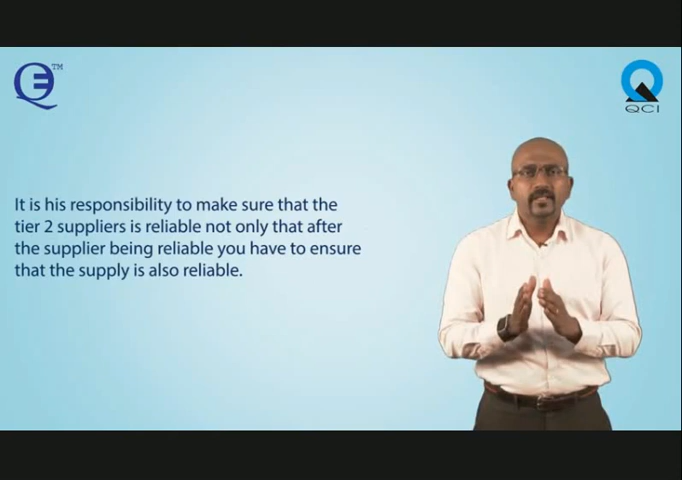 TM
QCI
It is his responsibility to make sure that the
tier 2 suppliers is reliable not only that after
the supplier being reliable you have to ensure
that the supply is also reliable.